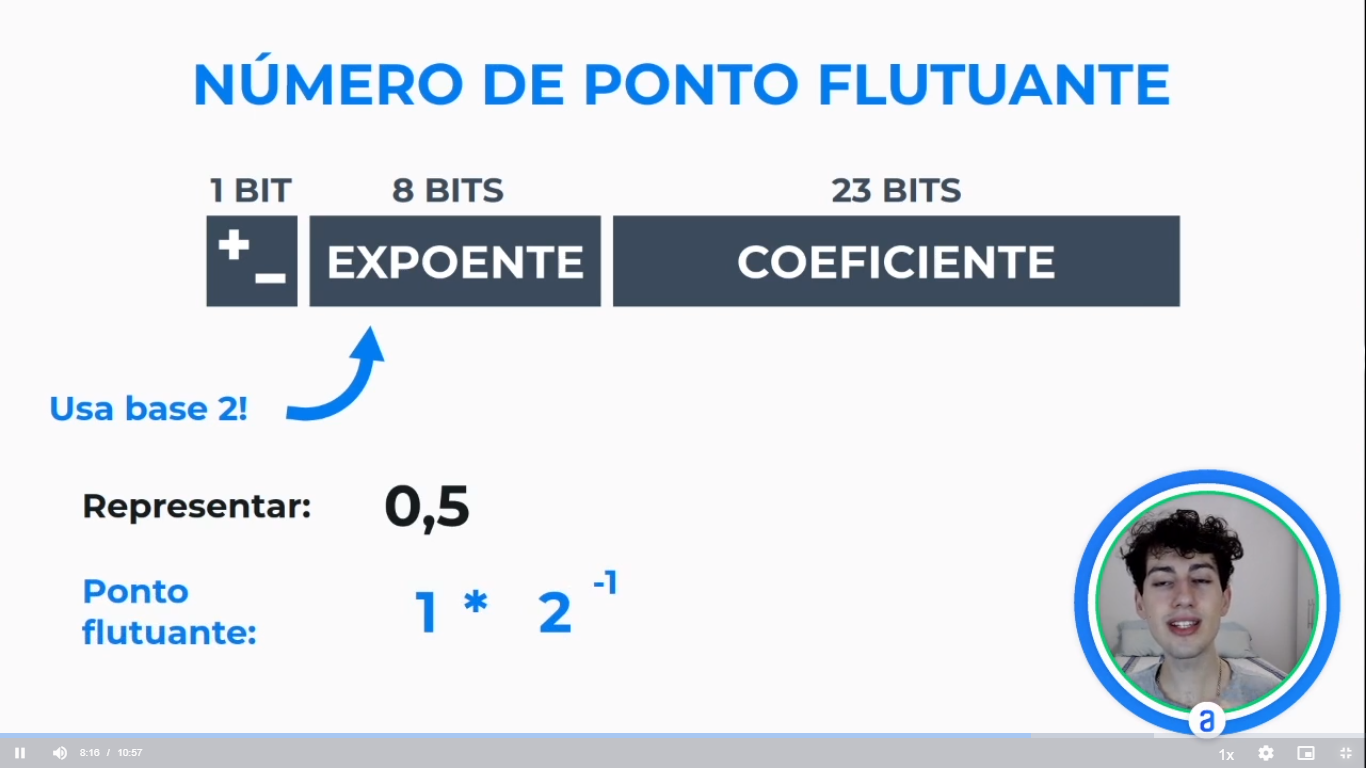 NÚMERO DE PONTO FLUTUANTE
1 BIT 8 BITS 23 BITS
+ - EXPOENTE COEFICIENTE
Usa base 2!
Representar: 0,5
Ponto
flutuante: 1 * 2 -1
a
8:16 / 10:57 1x